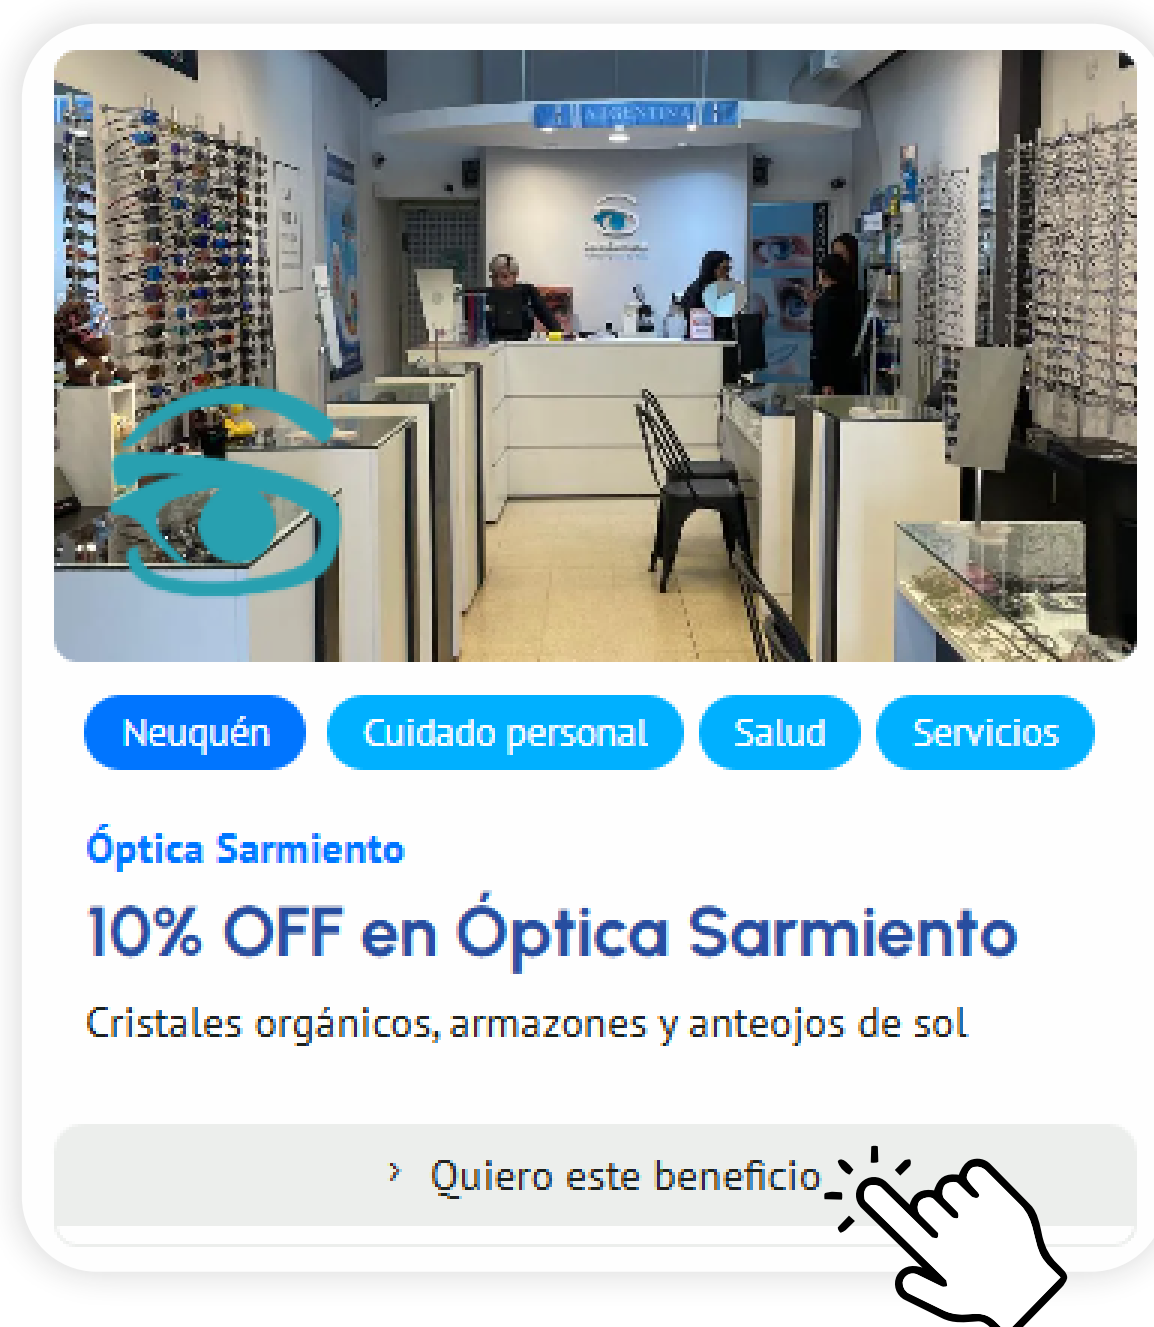 ARGENTINA
Neuquén
Cuidado personal
Salud
Servicios
Óptica Sarmiento
10% OFF en Óptica Sarmiento
Cristales orgánicos, armazones y anteojos de sol
› Quiero este beneficio